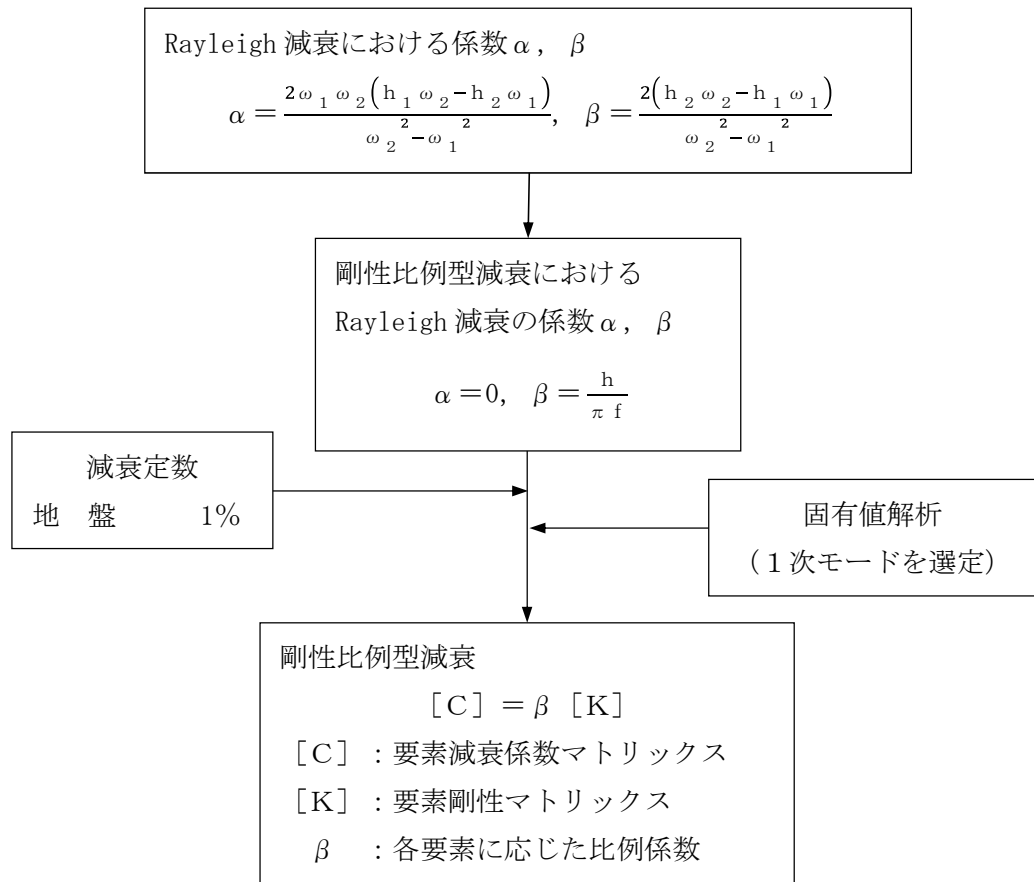 Rayleigh 減衰における係数α, β
α＝2ω₁ω₂(h₁ω₂−h₂ω₁)/(ω₂²−ω₁²), β＝2(h₂ω₂−h₁ω₁)/(ω₂²−ω₁²)
剛性比例型減衰における
Rayleigh 減衰の係数α, β
α＝0, β＝h/(π f)
減衰定数
地　盤　　1%
固有値解析
（１次モードを選定）
剛性比例型減衰
［Ｃ］＝β［Ｋ］
［Ｃ］：要素減衰係数マトリックス
［Ｋ］：要素剛性マトリックス
β　：各要素に応じた比例係数